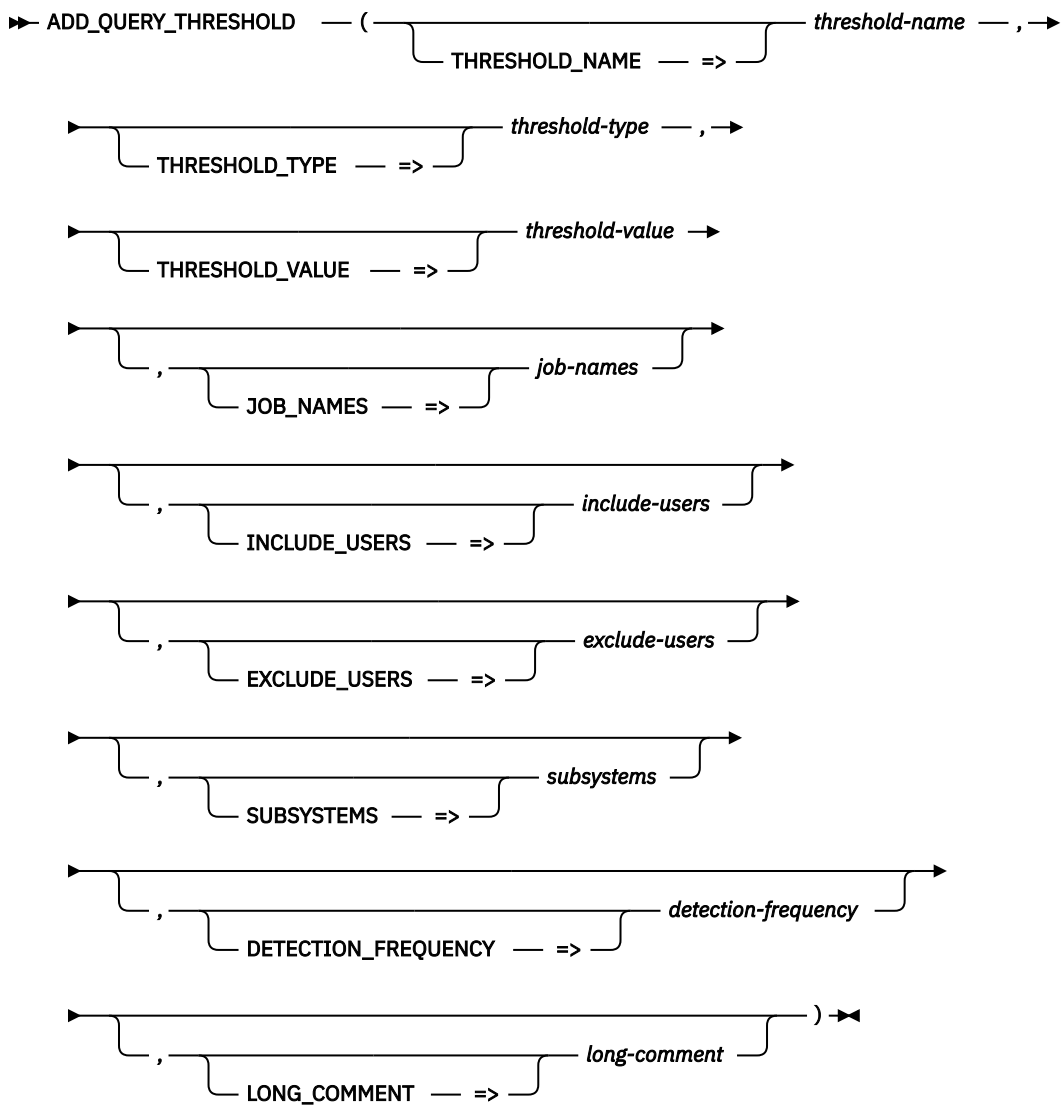 ADD_QUERY_THRESHOLD ( threshold-name ,
THRESHOLD_NAME =>
threshold-type ,
THRESHOLD_TYPE =>
threshold-value
THRESHOLD_VALUE =>
, job-names
JOB_NAMES =>
, include-users
INCLUDE_USERS =>
, exclude-users
EXCLUDE_USERS =>
, subsystems
SUBSYSTEMS =>
, detection-frequency
DETECTION_FREQUENCY =>
)
, long-comment
LONG_COMMENT =>